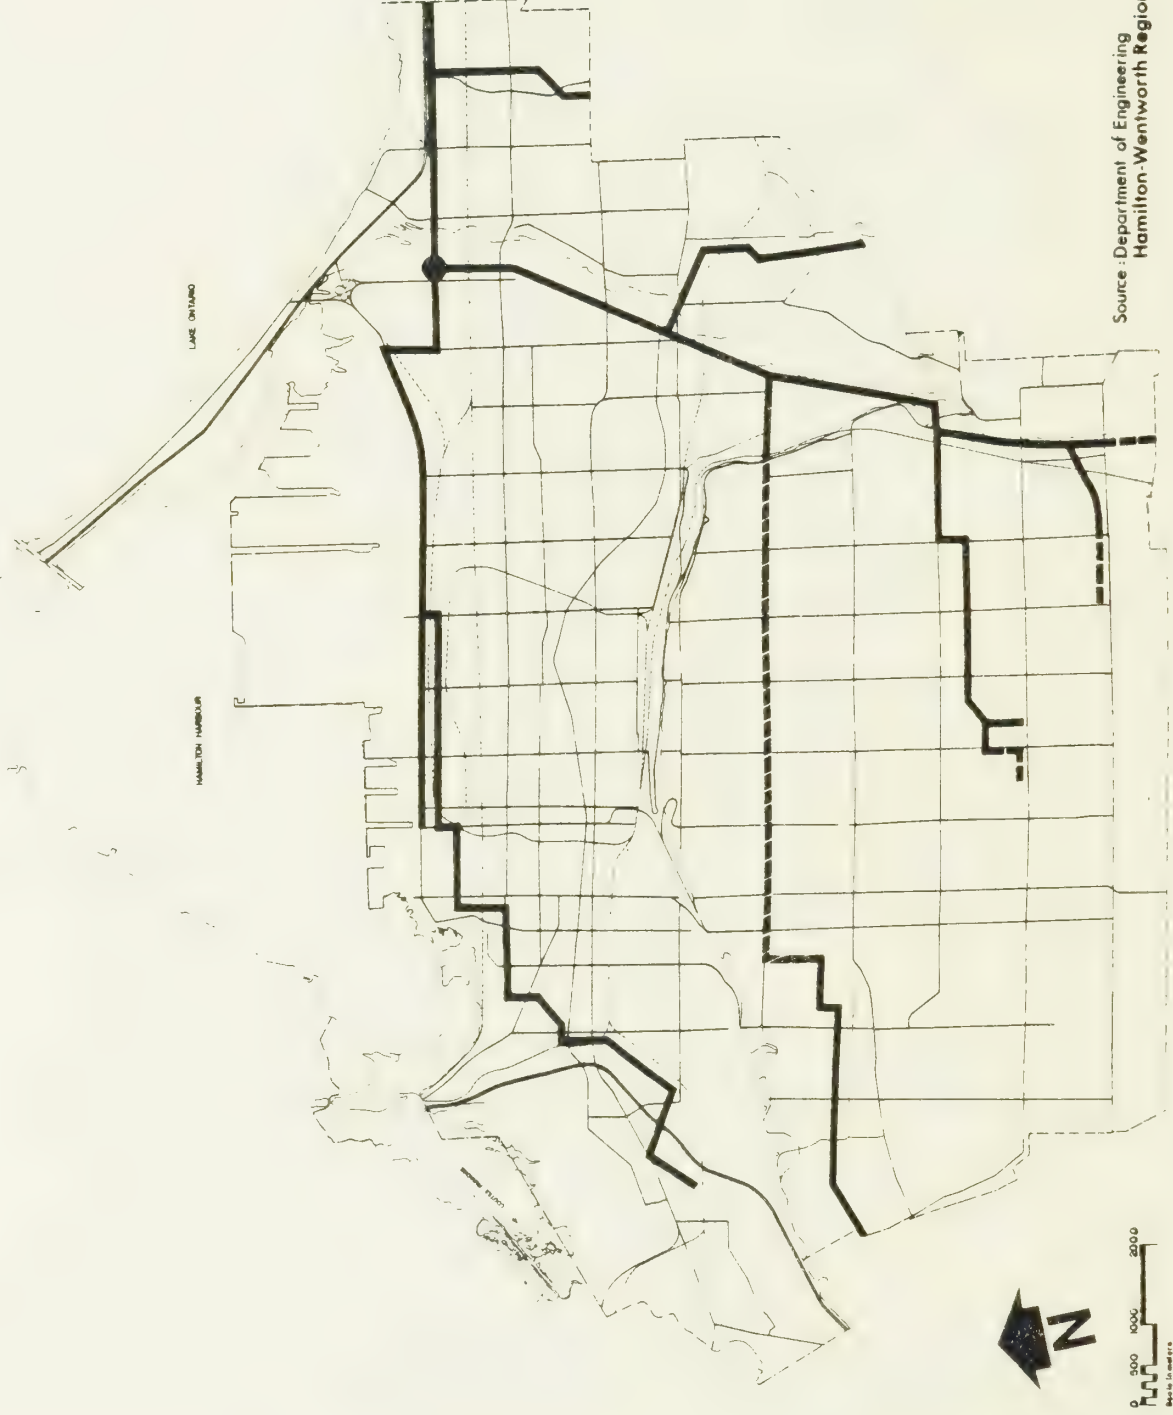 LAKE ONTARIO
HAMILTON HARBOUR
Source : Department of Engineering
Hamilton-Wentworth Regio
N
0 500 1000 2000